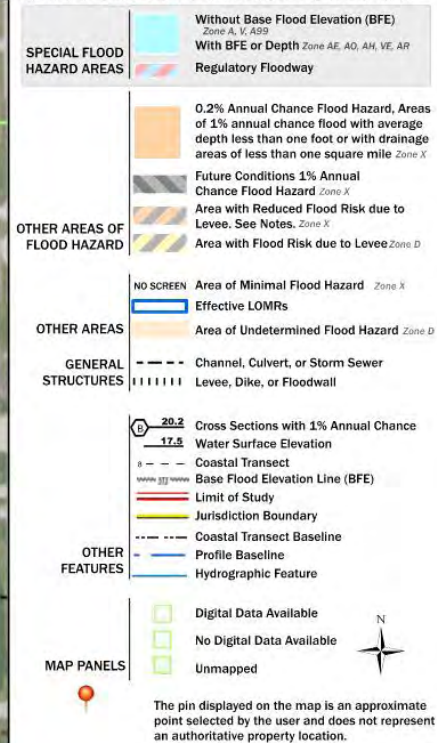 SPECIAL FLOOD
HAZARD AREAS
Without Base Flood Elevation (BFE)
Zone A, V, A99
With BFE or Depth Zone AE, AO, AH, VE, AR
Regulatory Floodway
OTHER AREAS OF
FLOOD HAZARD
0.2% Annual Chance Flood Hazard, Areas
of 1% annual chance flood with average
depth less than one foot or with drainage
areas of less than one square mile Zone X
Future Conditions 1% Annual
Chance Flood Hazard Zone X
Area with Reduced Flood Risk due to
Levee. See Notes. Zone X
Area with Flood Risk due to Levee Zone D
OTHER AREAS
NO SCREEN Area of Minimal Flood Hazard Zone X
Effective LOMRs
Area of Undetermined Flood Hazard Zone D
GENERAL
STRUCTURES
Channel, Culvert, or Storm Sewer
Levee, Dike, or Floodwall
OTHER
FEATURES
B 20.2 Cross Sections with 1% Annual Chance
17.5 Water Surface Elevation
8 Coastal Transect
Base Flood Elevation Line (BFE)
Limit of Study
Jurisdiction Boundary
Coastal Transect Baseline
Profile Baseline
Hydrographic Feature
MAP PANELS
Digital Data Available
No Digital Data Available
Unmapped
N
The pin displayed on the map is an approximate
point selected by the user and does not represent
an authoritative property location.